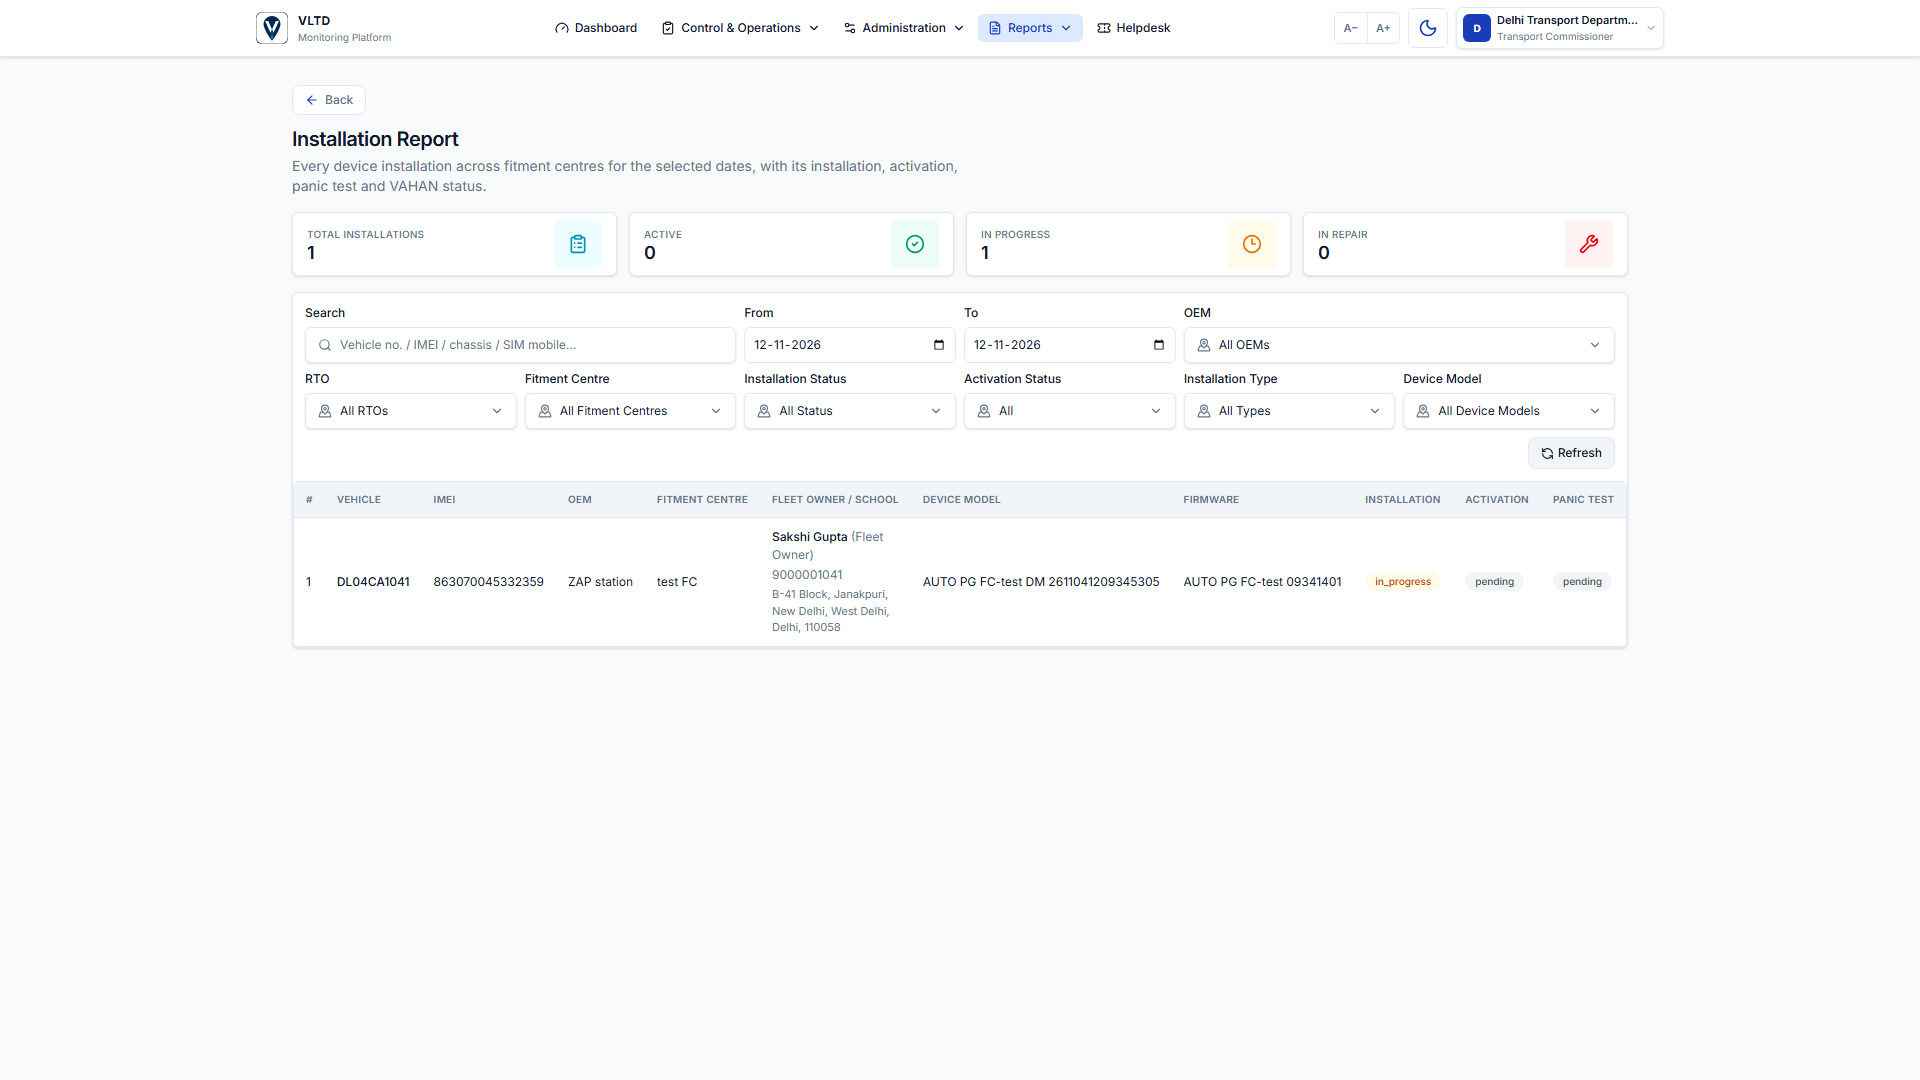 VLTD
Monitoring Platform
Dashboard
Control & Operations
Administration
Reports
Helpdesk
A−
A+
D
Delhi Transport Departm...
Transport Commissioner
Back
Installation Report
Every device installation across fitment centres for the selected dates, with its installation, activation,
panic test and VAHAN status.
TOTAL INSTALLATIONS
1
ACTIVE
0
IN PROGRESS
1
IN REPAIR
0
Search
From
To
OEM
Vehicle no. / IMEI / chassis / SIM mobile...
12-11-2026
12-11-2026
All OEMs
RTO
Fitment Centre
Installation Status
Activation Status
Installation Type
Device Model
All RTOs
All Fitment Centres
All Status
All
All Types
All Device Models
Refresh
# VEHICLE IMEI OEM FITMENT CENTRE FLEET OWNER / SCHOOL DEVICE MODEL FIRMWARE INSTALLATION ACTIVATION PANIC TEST
1 DL04CA1041 863070045332359 ZAP station test FC
Sakshi Gupta (Fleet
Owner)
9000001041
B-41 Block, Janakpuri,
New Delhi, West Delhi,
Delhi, 110058
AUTO PG FC-test DM 2611041209345305 AUTO PG FC-test 09341401 in_progress pending pending